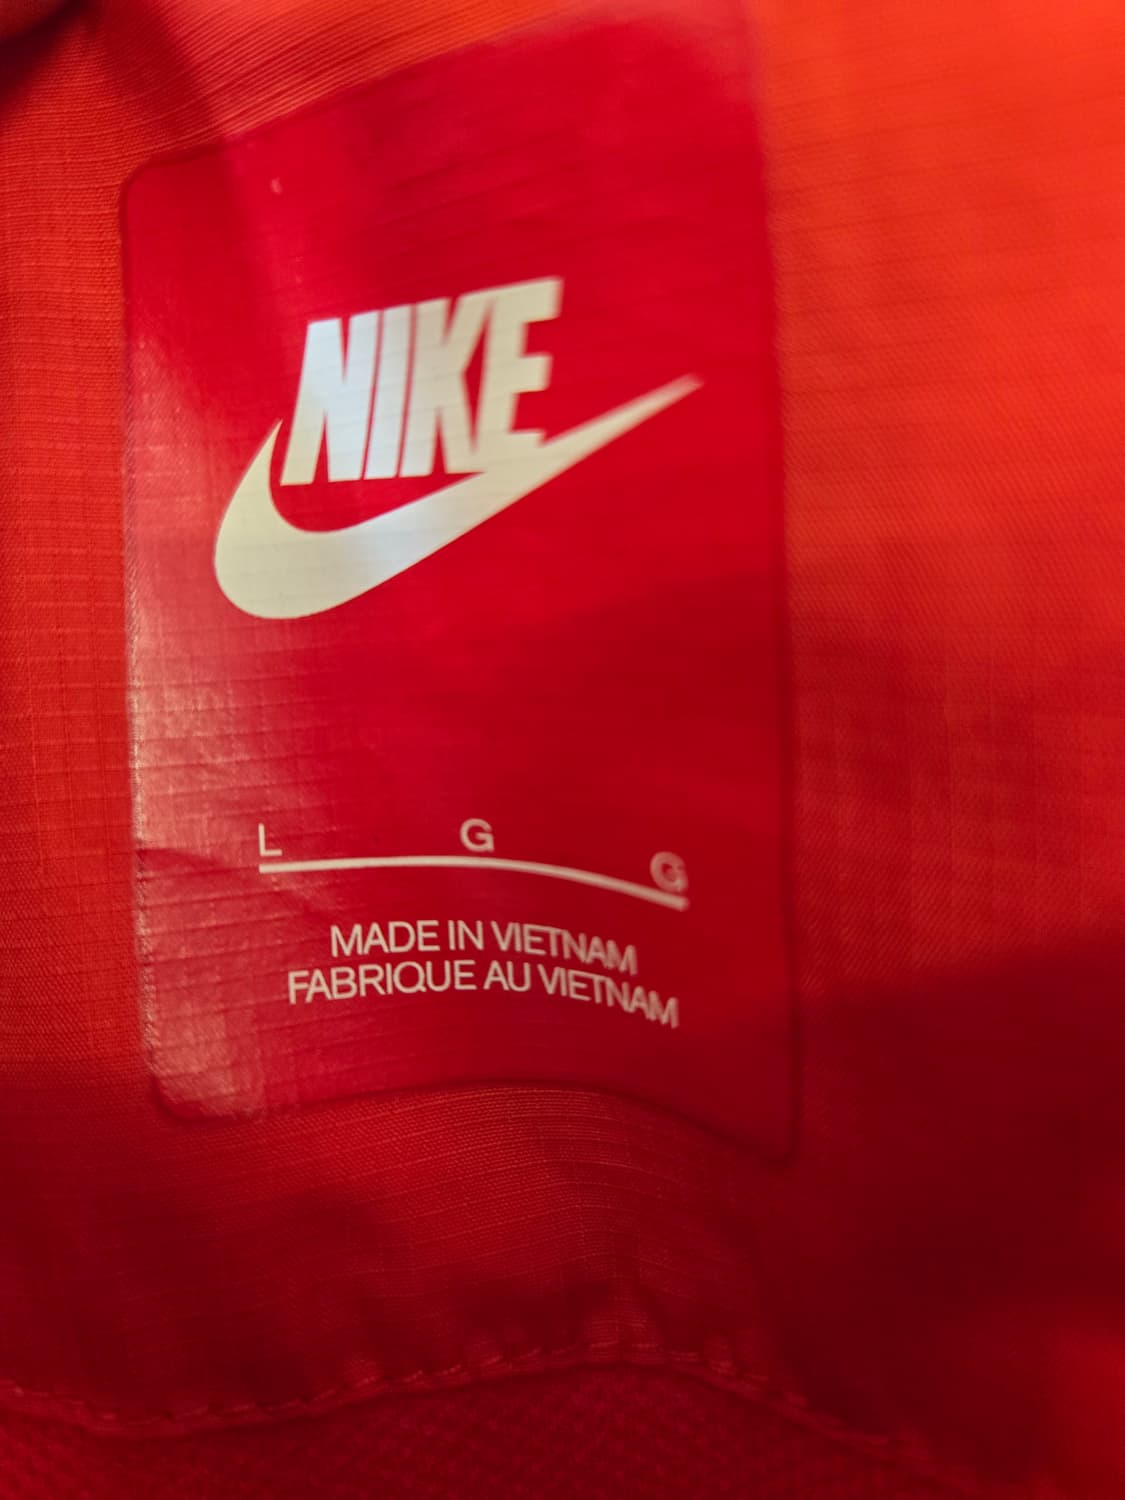 NIKE
L G G
MADE IN VIETNAM
FABRIQUE AU VIETNAM